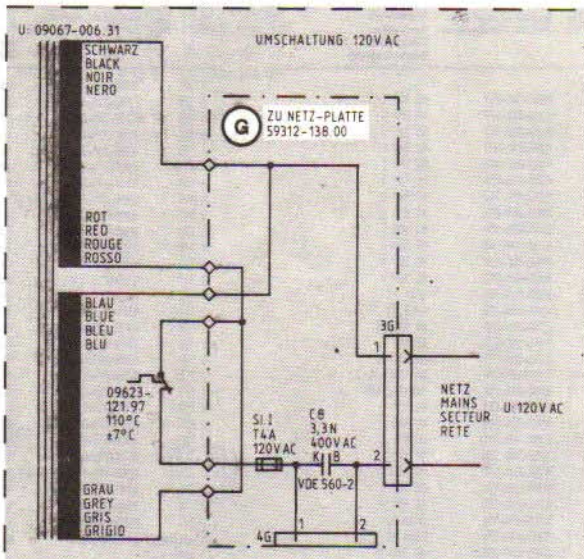 U: 09067-006.31
UMSCHALTUNG: 120V AC
SCHWARZ
BLACK
NOIR
NERO
G
ZU NETZ-PLATTE
59312-138.00
ROT
RED
ROUGE
ROSSO
BLAU
BLUE
BLEU
BLU
3G
1
09623-
121.97
110°C
±7°C
SI.I
T4A
120V AC
C8
3,3N
400V AC
K B
VDE 560-2
NETZ
MAINS
SECTEUR
RETE
U: 120V AC
2
GRAU
GREY
GRIS
GRIGIO
4G
1
2